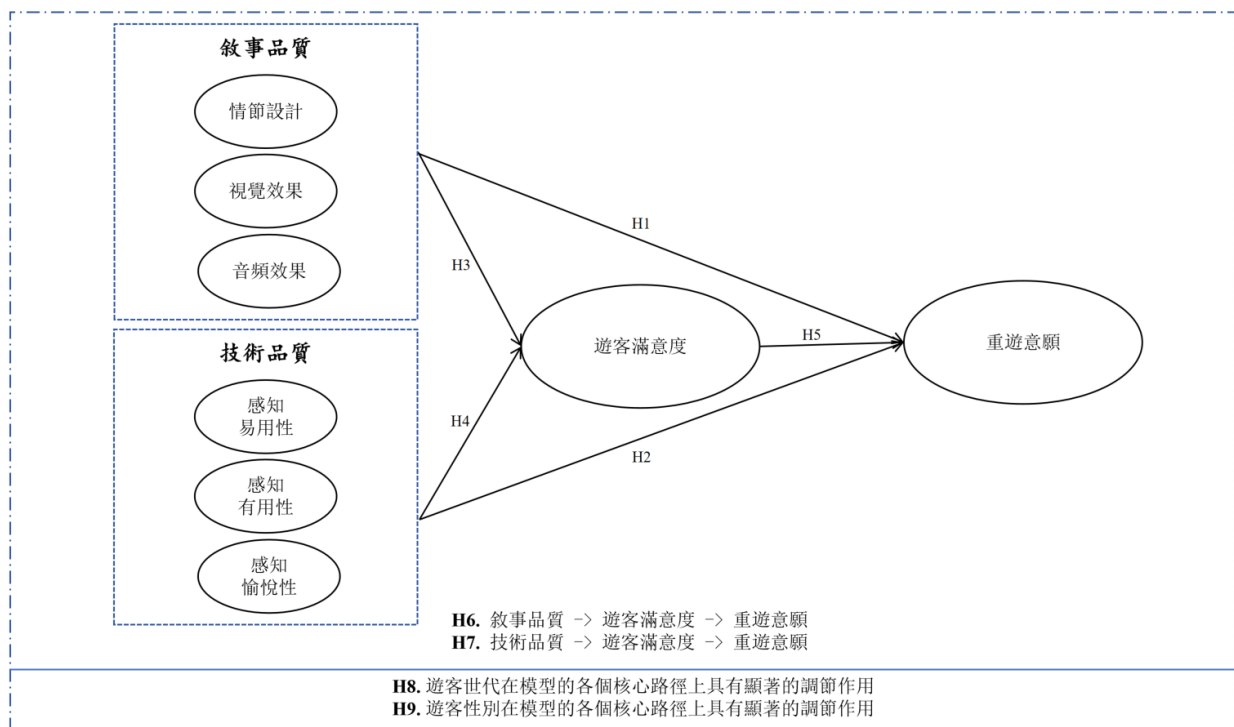 敘事品質
情節設計
視覺效果
音頻效果
技術品質
感知
易用性
感知
有用性
感知
愉悅性
H1
H3
遊客滿意度
H5
重遊意願
H4
H2
H6. 敘事品質 -> 遊客滿意度 -> 重遊意願
H7. 技術品質 -> 遊客滿意度 -> 重遊意願
H8. 遊客世代在模型的各個核心路徑上具有顯著的調節作用
H9. 遊客性別在模型的各個核心路徑上具有顯著的調節作用